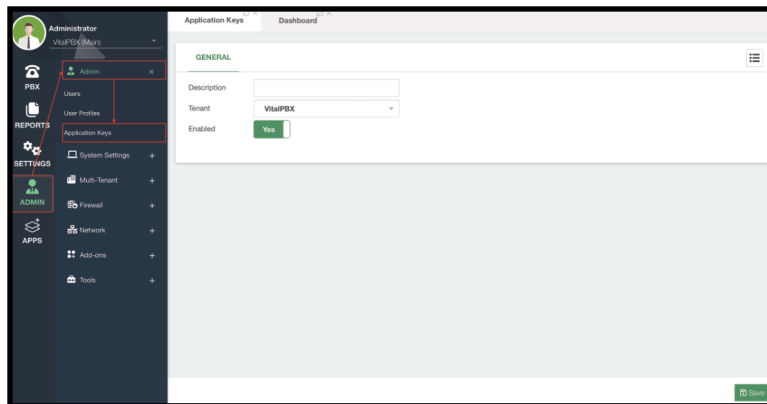 Administrator
VitalPBX (Main)
PBX
REPORTS
SETTINGS
ADMIN
APPS
Admin
Users
User Profiles
Application Keys
System Settings
Multi-Tenant
Firewall
Network
Add-ons
Tools
Application Keys
Dashboard
GENERAL
Description
Tenant
VitalPBX
Enabled
Yes
Save